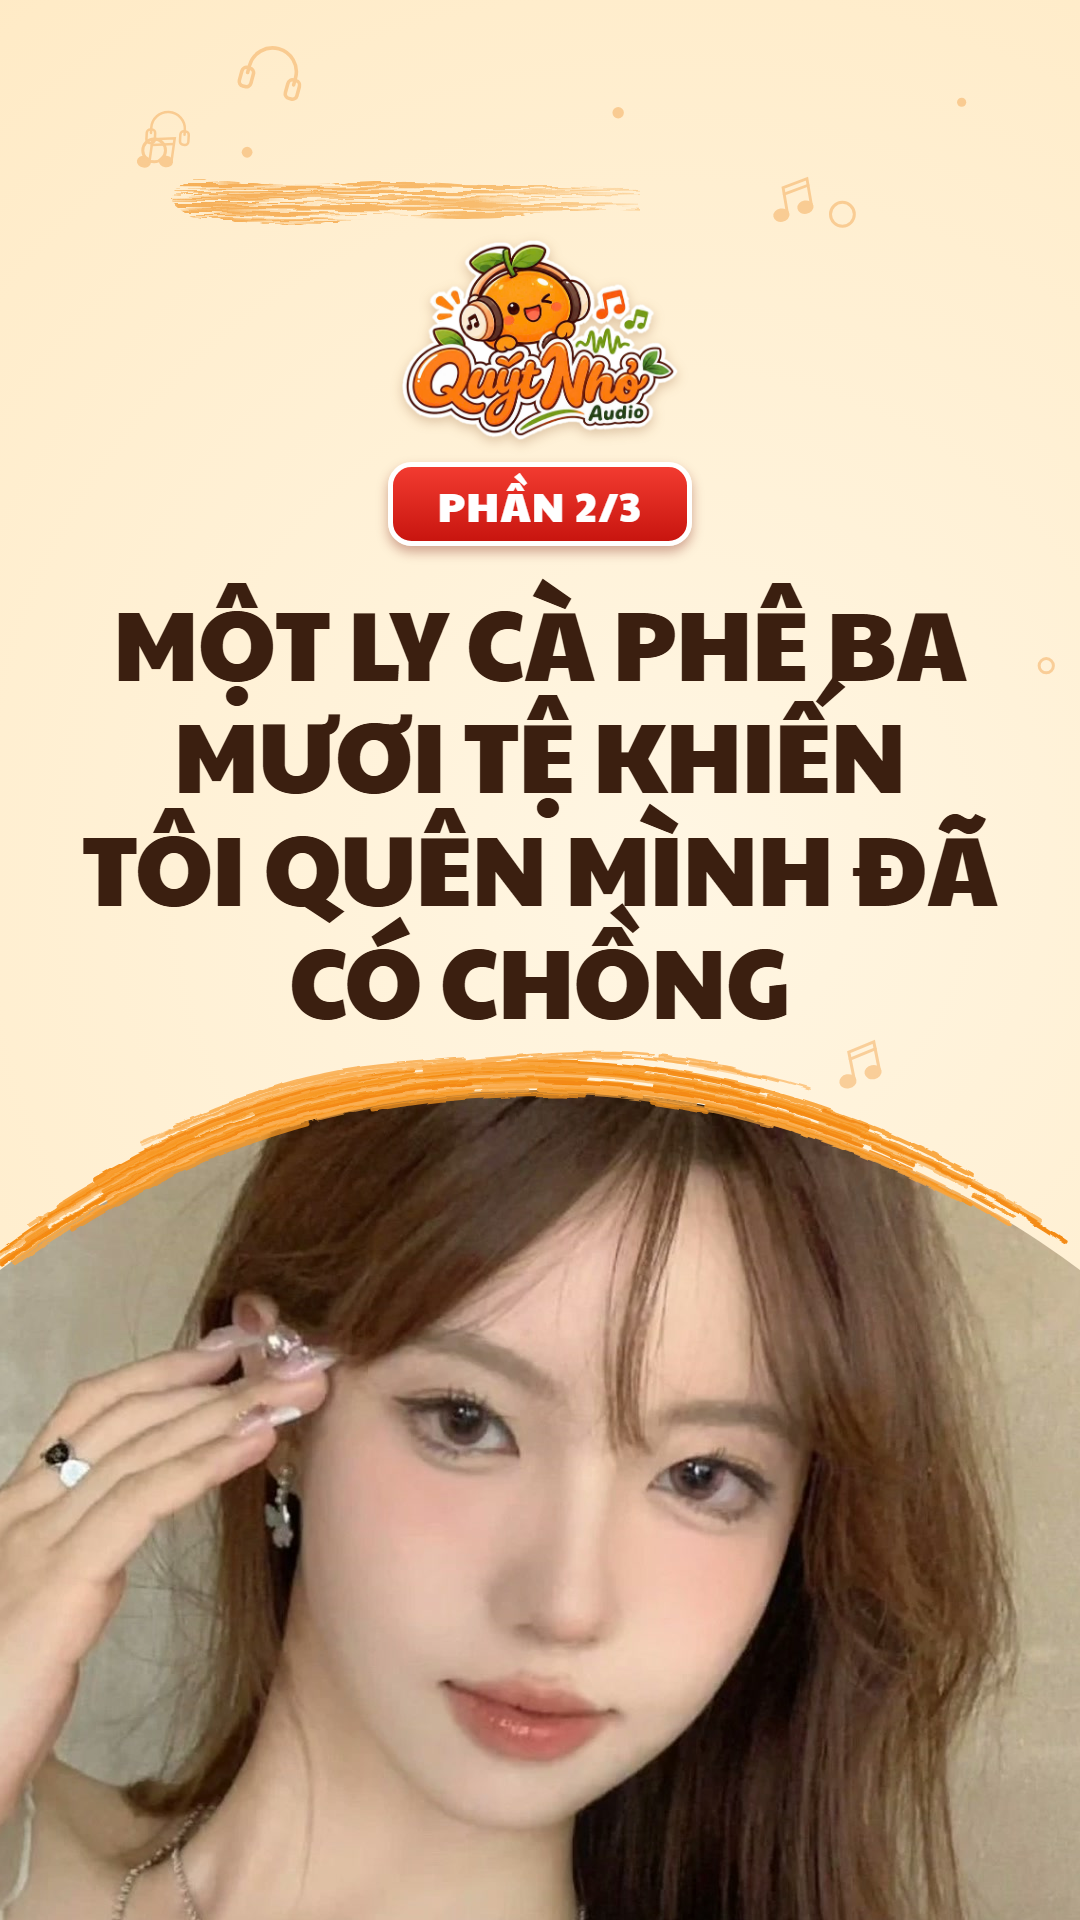 Quýt Nhỏ
Audio
PHẦN 2/3
MỘT LY CÀ PHÊ BA
MƯƠI TỆ KHIẾN
TÔI QUÊN MÌNH ĐÃ
CÓ CHỒNG